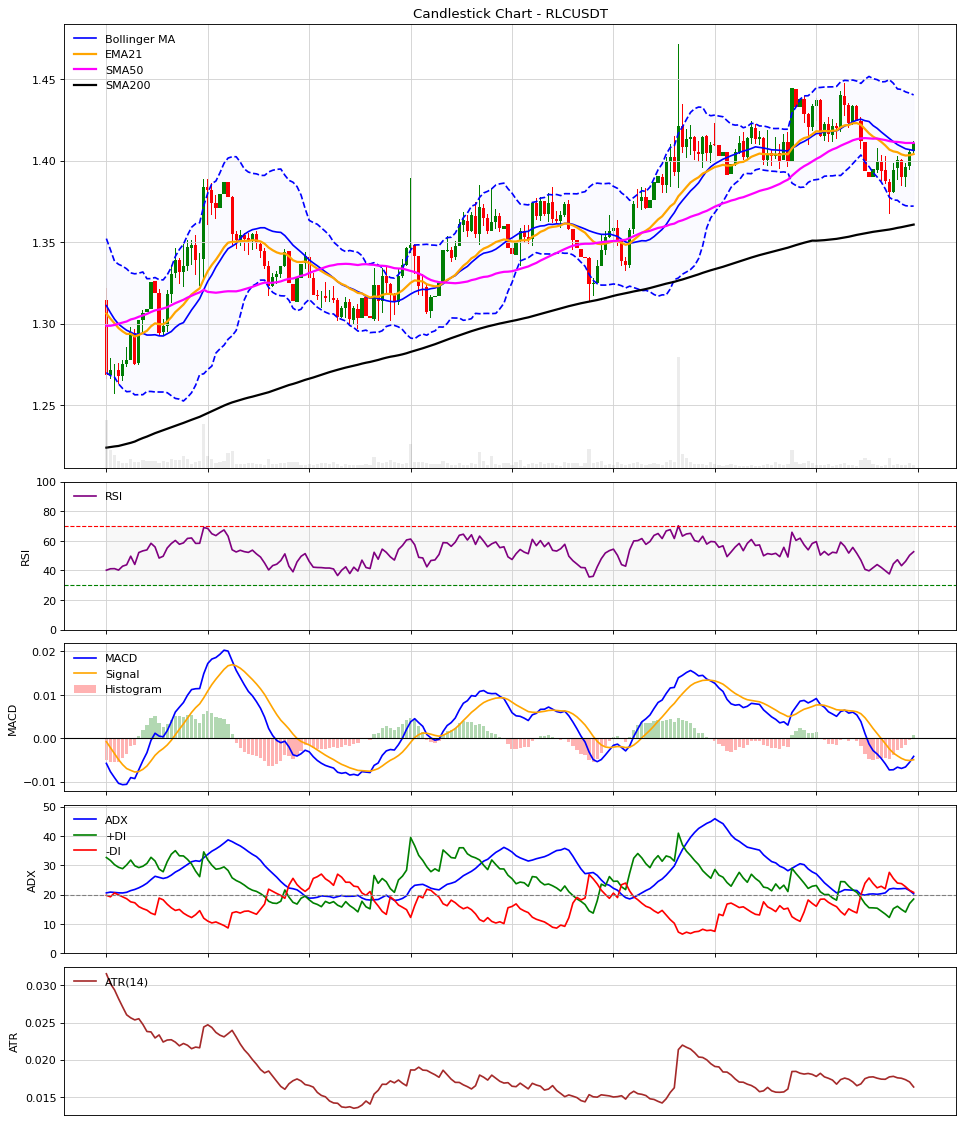 Candlestick Chart - RLCUSDT
Bollinger MA
EMA21
SMA50
SMA200
1.45
1.40
1.35
1.30
1.25
100
80
60
40
20
0
RSI
RSI
0.02
0.01
0.00
−0.01
MACD
MACD
Signal
Histogram
50
40
30
20
10
0
ADX
ADX
+DI
-DI
0.030
0.025
0.020
0.015
ATR
ATR(14)